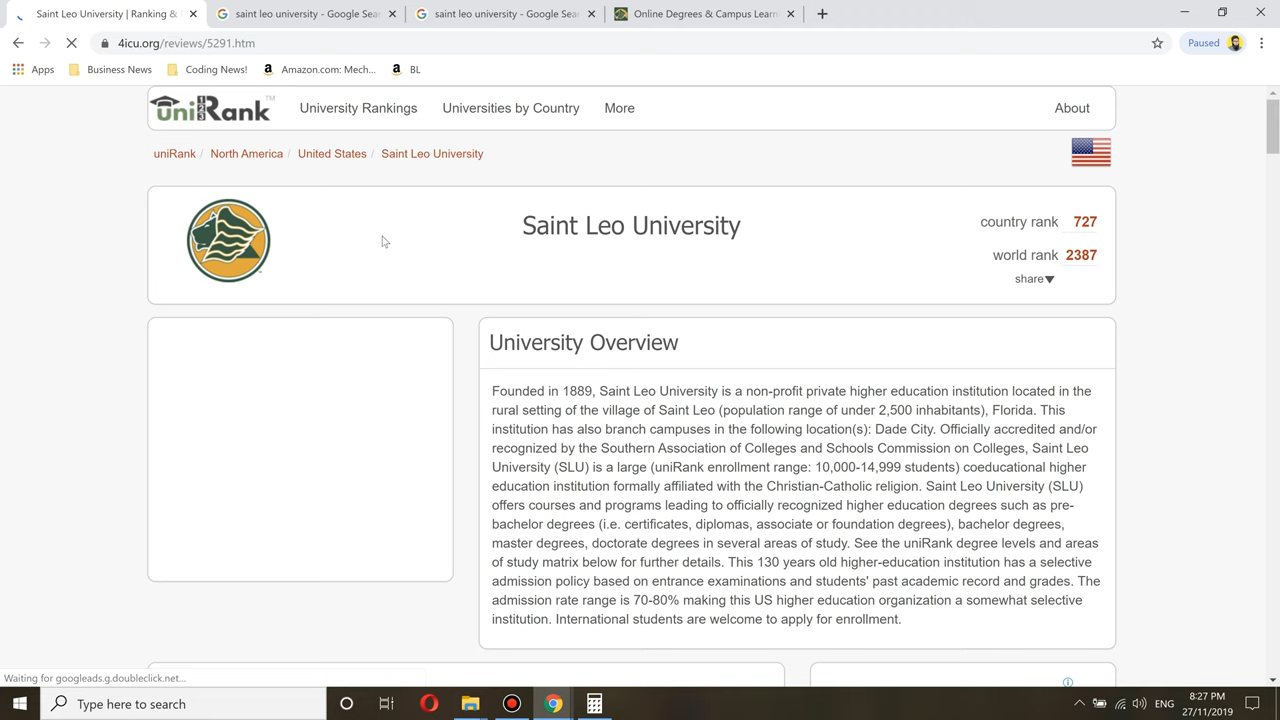 Saint Leo University | Ranking &
saint leo university - Google Sea
saint leo university - Google Sea
Online Degrees & Campus Learn
4icu.org/reviews/5291.htm
Paused
Apps
Business News
Coding News!
Amazon.com: Mech...
BL
uniRank™
University Rankings
Universities by Country
More
About
uniRank / North America / United States / Saint Leo University
Saint Leo University
country rank 727
world rank 2387
share▼
University Overview
Founded in 1889, Saint Leo University is a non-profit private higher education institution located in the
rural setting of the village of Saint Leo (population range of under 2,500 inhabitants), Florida. This
institution has also branch campuses in the following location(s): Dade City. Officially accredited and/or
recognized by the Southern Association of Colleges and Schools Commission on Colleges, Saint Leo
University (SLU) is a large (uniRank enrollment range: 10,000-14,999 students) coeducational higher
education institution formally affiliated with the Christian-Catholic religion. Saint Leo University (SLU)
offers courses and programs leading to officially recognized higher education degrees such as pre-
bachelor degrees (i.e. certificates, diplomas, associate or foundation degrees), bachelor degrees,
master degrees, doctorate degrees in several areas of study. See the uniRank degree levels and areas
of study matrix below for further details. This 130 years old higher-education institution has a selective
admission policy based on entrance examinations and students' past academic record and grades. The
admission rate range is 70-80% making this US higher education organization a somewhat selective
institution. International students are welcome to apply for enrollment.
Waiting for googleads.g.doubleclick.net...
Type here to search
ENG
8:27 PM
27/11/2019